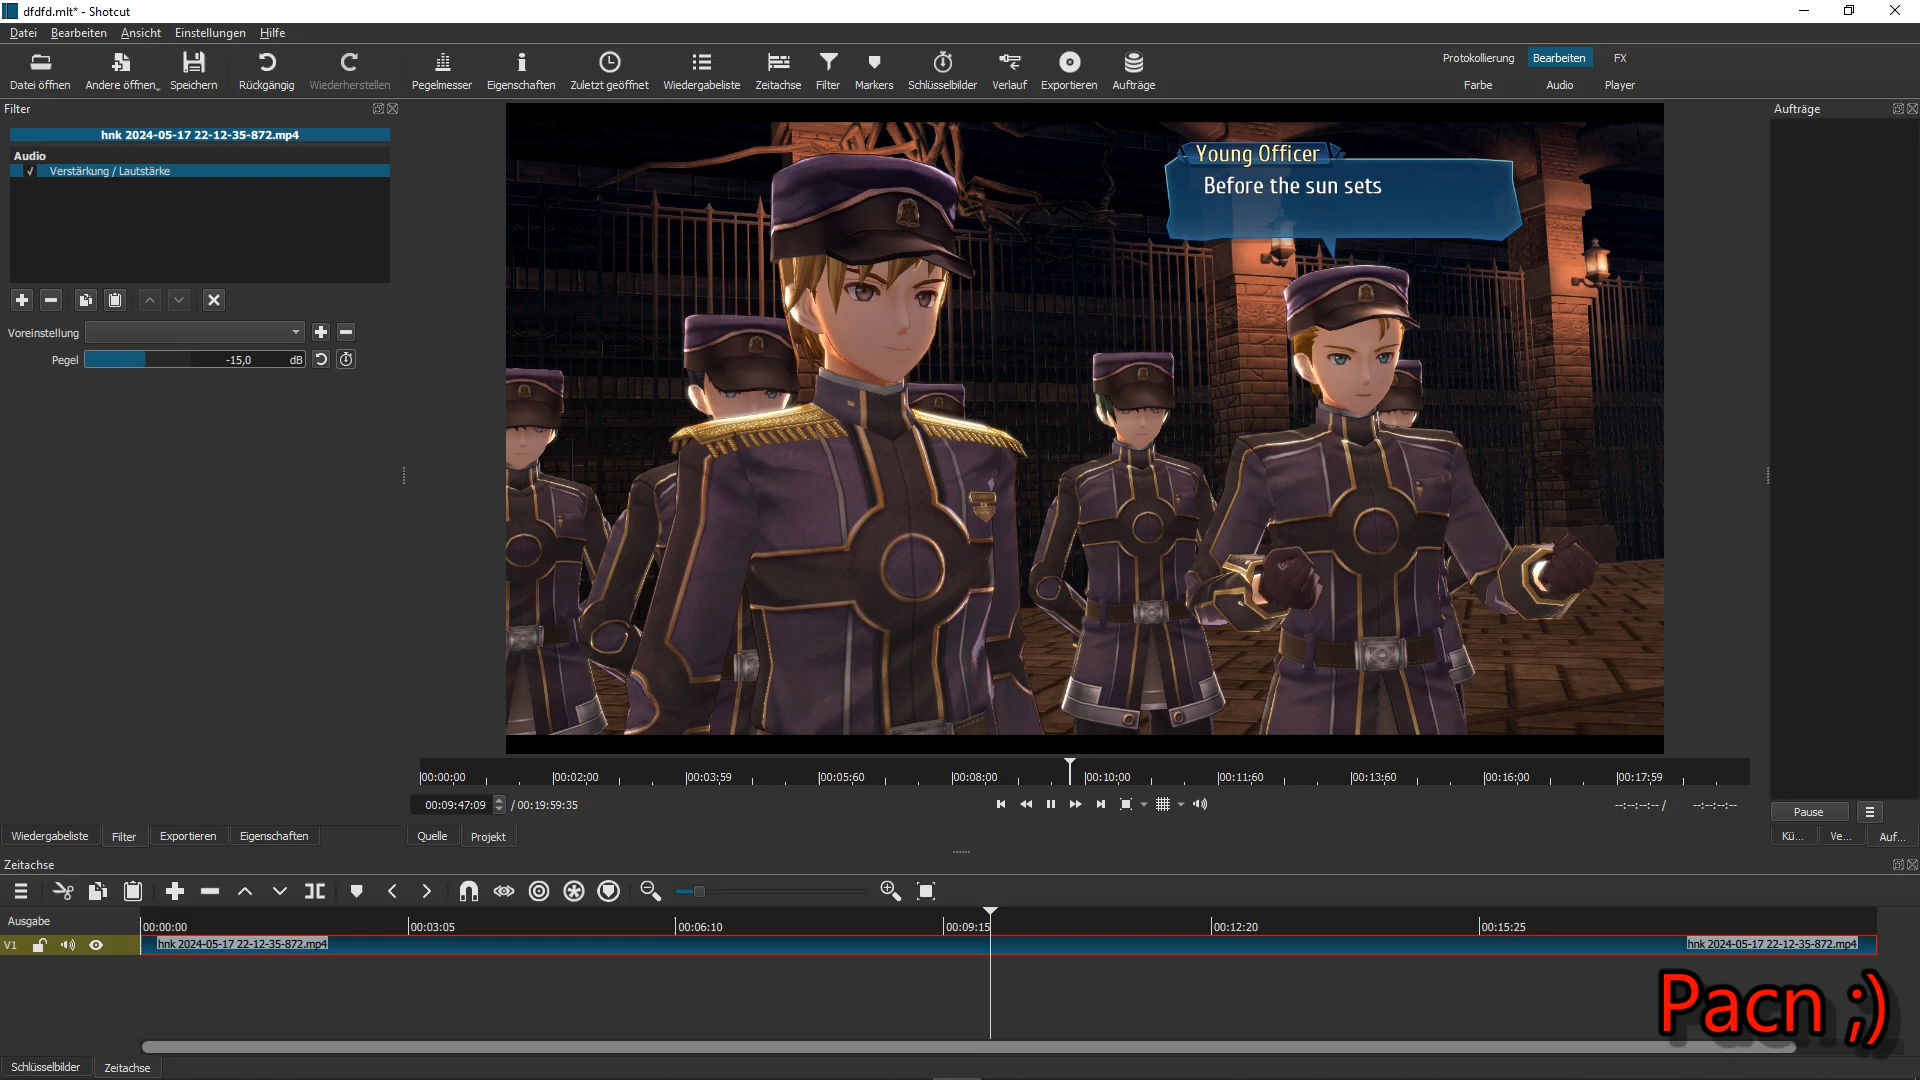 dfdfd.mlt* - Shotcut
Datei Bearbeiten Ansicht Einstellungen Hilfe
Datei öffnen Andere öffnen Speichern Rückgängig Wiederherstellen Pegelmesser Eigenschaften Zuletzt geöffnet Wiedergabeliste Zeitachse Filter Markers Schlüsselbilder Verlauf Exportieren Aufträge
Protokollierung Bearbeiten FX
Farbe Audio Player
Filter
hnk 2024-05-17 22-12-35-872.mp4
Audio
Verstärkung / Lautstärke
Voreinstellung
Pegel -15,0 dB
Young Officer
Before the sun sets
Aufträge
00:00:00 00:02:00 00:03:59 00:05:60 00:08:00 00:10:00 00:11:60 00:13:60 00:16:00 00:17:59
00:09:47:09 / 00:19:59:35 --:--:--:-- / --:--:--:--
Pause
Wiedergabeliste Filter Exportieren Eigenschaften
Quelle Projekt
Kü... Ve... Auf...
Zeitachse
Ausgabe
00:00:00 00:03:05 00:06:10 00:09:15 00:12:20 00:15:25
V1
hnk 2024-05-17 22-12-35-872.mp4 hnk 2024-05-17 22-12-35-872.mp4
Pacn ;)
Schlüsselbilder Zeitachse